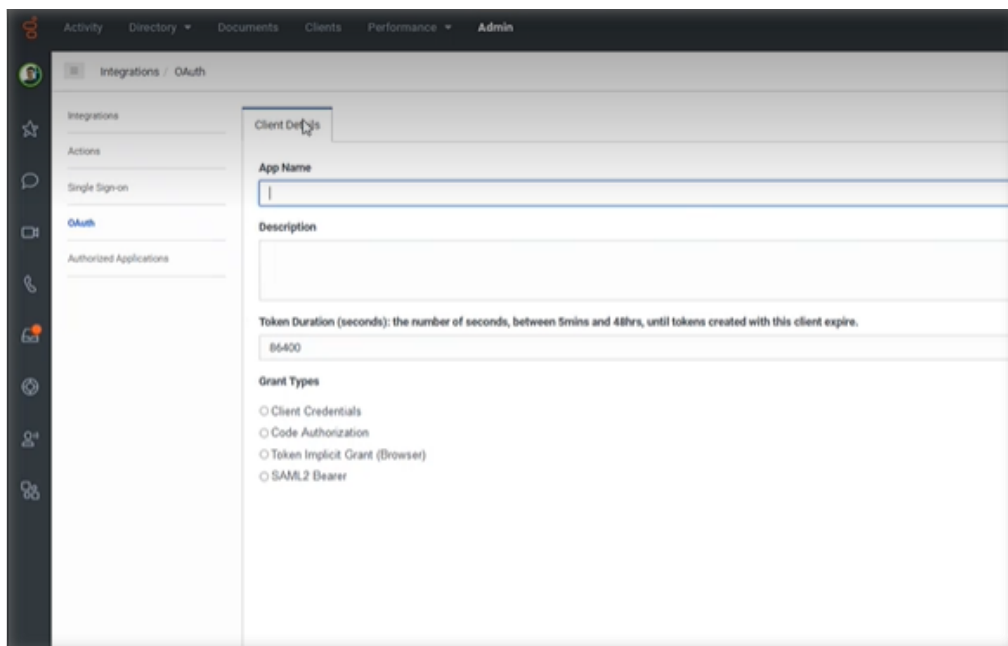 Activity Directory Documents Clients Performance Admin
Integrations / OAuth
Integrations
Actions
Single Sign-on
OAuth
Authorized Applications
Client Details
App Name
Description
Token Duration (seconds): the number of seconds, between 5mins and 48hrs, until tokens created with this client expire.
86400
Grant Types
Client Credentials
Code Authorization
Token Implicit Grant (Browser)
SAML2 Bearer